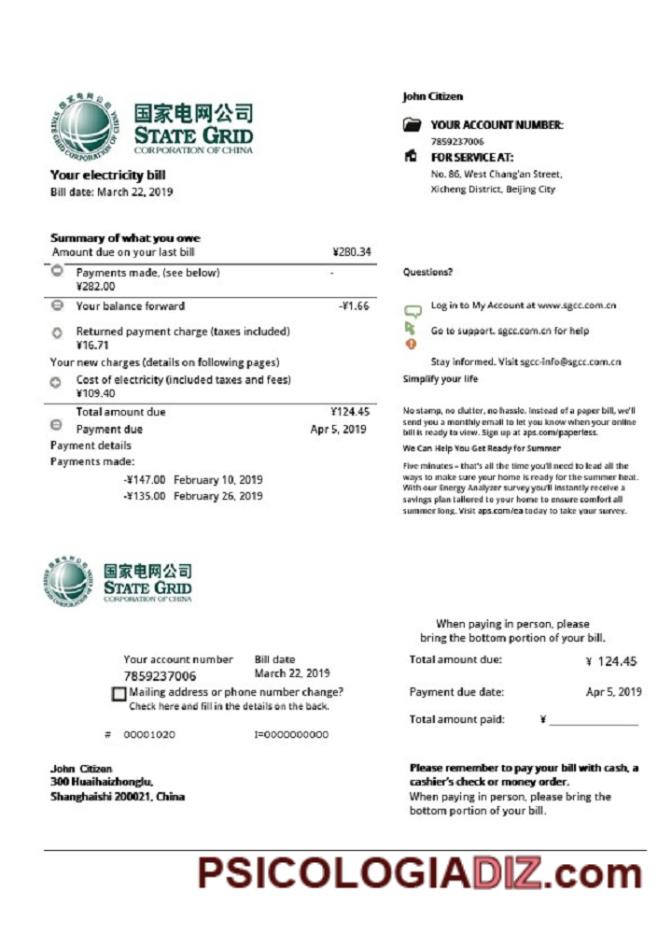 国家电网公司
STATE GRID
CORPORATION OF CHINA
Your electricity bill
Bill date: March 22, 2019
John Citizen
YOUR ACCOUNT NUMBER:
7859237006
FOR SERVICE AT:
No. 86, West Chang'an Street,
Xicheng District, Beijing City
Summary of what you owe
Amount due on your last bill ¥280.34
Payments made, (see below) -
¥282.00
Your balance forward -¥1.66
Returned payment charge (taxes included)
¥16.71
Your new charges (details on following pages)
Cost of electricity (included taxes and fees)
¥109.40
Total amount due ¥124.45
Payment due Apr 5, 2019
Payment details
Payments made:
-¥147.00 February 10, 2019
-¥135.00 February 26, 2019
Questions?
Log in to My Account at www.sgcc.com.cn
Go to support. sgcc.com.cn for help
Stay informed. Visit sgcc-info@sgcc.com.cn
Simplify your life
No stamp, no clutter, no hassle. Instead of a paper bill, we'll
send you a monthly email to let you know when your online
bill is ready to view. Sign up at aps.com/paperless.
We Can Help You Get Ready for Summer
Five minutes – that's all the time you'll need to lead all the
ways to make sure your home is ready for the summer heat.
With our Energy Analyzer survey you'll instantly receive a
savings plan tailored to your home to ensure comfort all
summer long. Visit aps.com/ea today to take your survey.
国家电网公司
STATE GRID
CORPORATION OF CHINA
Your account number Bill date
7859237006 March 22, 2019
Mailing address or phone number change?
Check here and fill in the details on the back.
# 00001020 I=0000000000
John Citizen
300 Huaihaizhonglu,
Shanghaishi 200021, China
When paying in person, please
bring the bottom portion of your bill.
Total amount due: ¥ 124.45
Payment due date: Apr 5, 2019
Total amount paid: ¥
Please remember to pay your bill with cash, a
cashier's check or money order.
When paying in person, please bring the
bottom portion of your bill.
PSICOLOGIADIZ.com